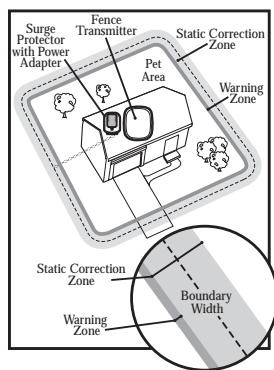 Surge
Protector
with Power
Adapter
Fence
Transmitter
Static Correction
Zone
Pet
Area
Warning
Zone
Static Correction
Zone
Boundary
Width
Warning
Zone